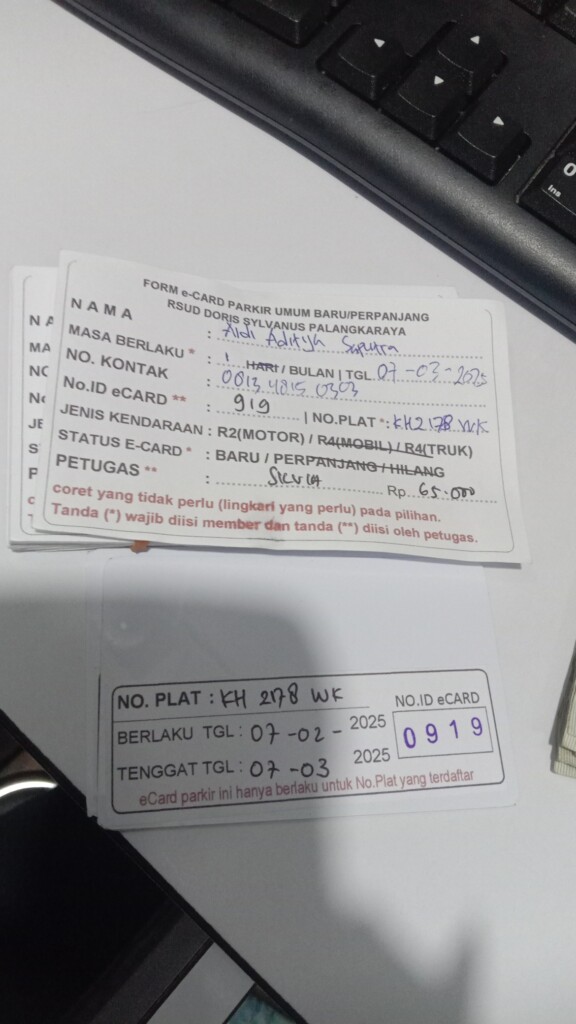 FORM e-CARD PARKIR UMUM BARU/PERPANJANG
RSUD DORIS SYLVANUS PALANGKARAYA
NAMA : Aldi Aditya Saputra
MASA BERLAKU * : 1 HARI / BULAN | TGL 07-03-2025
NO. KONTAK : 0813 4815 0303
No.ID eCARD ** : 919 | NO.PLAT *: KH2178 WK
JENIS KENDARAAN : R2(MOTOR) / R4(MOBIL) / R4(TRUK)
STATUS E-CARD * : BARU / PERPANJANG / HILANG
PETUGAS ** : Rp. 65.000
coret yang tidak perlu (lingkari yang perlu) pada pilihan.
Tanda (*) wajib diisi member dan tanda (**) diisi oleh petugas.
NO. PLAT : KH 2178 WK
NO.ID eCARD
0919
BERLAKU TGL : 07-02-2025
TENGGAT TGL : 07-03 2025
eCard parkir ini hanya berlaku untuk No.Plat yang terdaftar
0
Ins